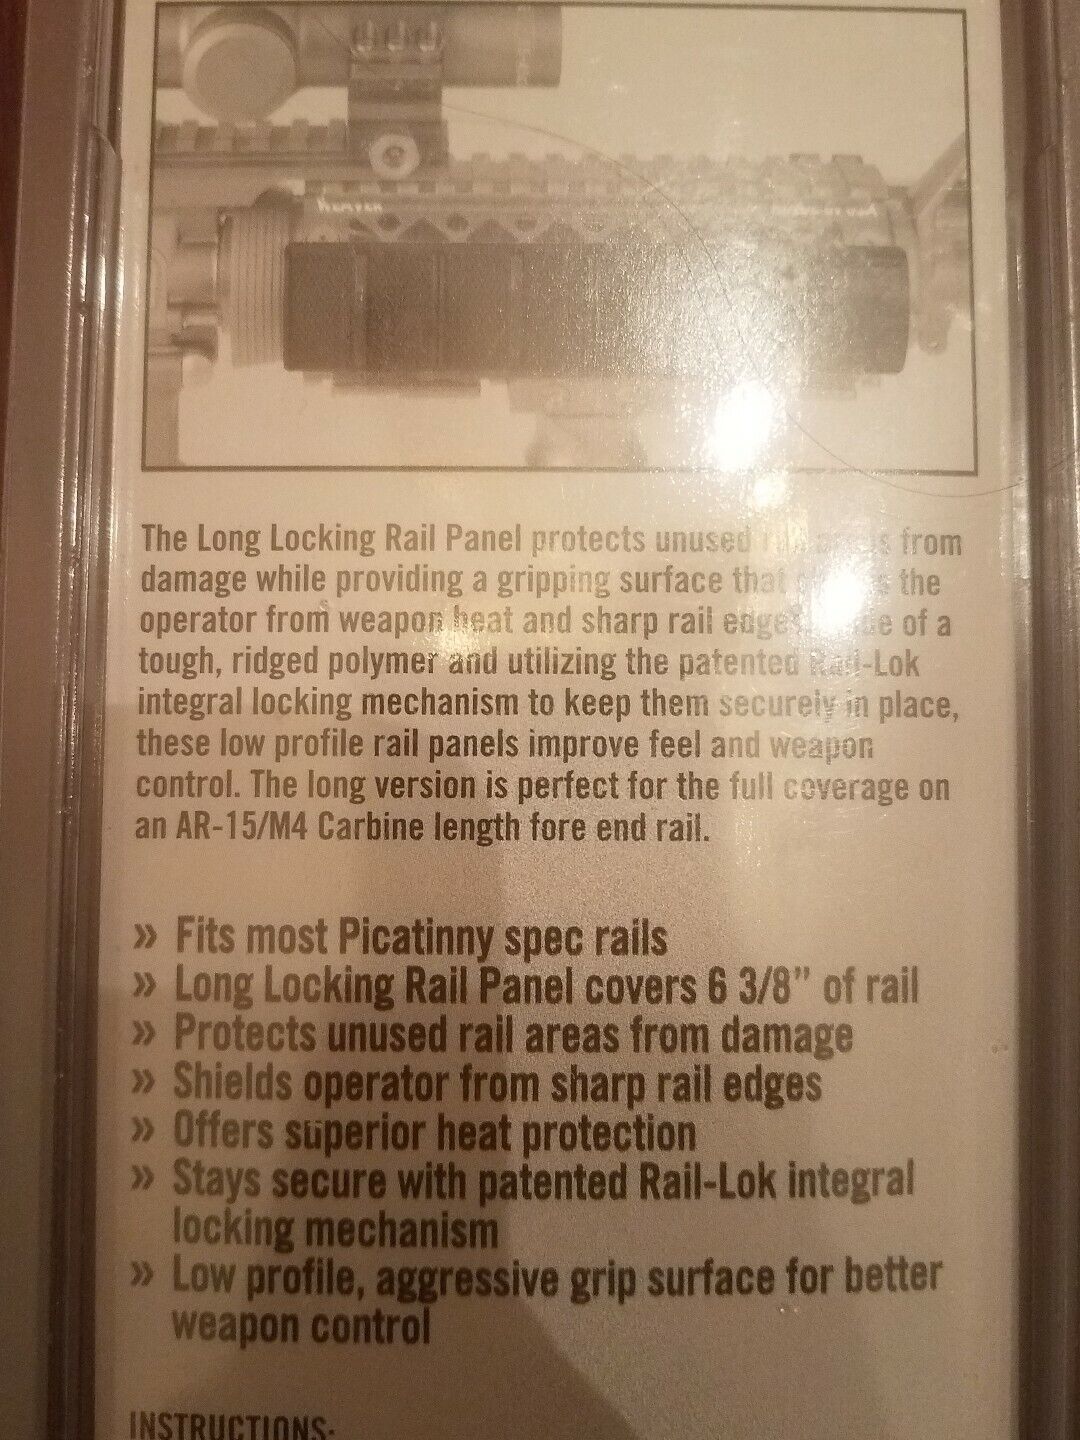 The Long Locking Rail Panel protects unused from
damage while providing a gripping surface that the
operator from weapon heat and sharp rail edges. of a
tough, ridged polymer and utilizing the patented Rail-Lok
integral locking mechanism to keep them securely in place,
these low profile rail panels improve feel and weapon
control. The long version is perfect for the full coverage on
an AR-15/M4 Carbine length fore end rail.
» Fits most Picatinny spec rails
» Long Locking Rail Panel covers 6 3/8” of rail
» Protects unused rail areas from damage
» Shields operator from sharp rail edges
» Offers superior heat protection
» Stays secure with patented Rail-Lok integral
locking mechanism
» Low profile, aggressive grip surface for better
weapon control
INSTRUCTIONS: